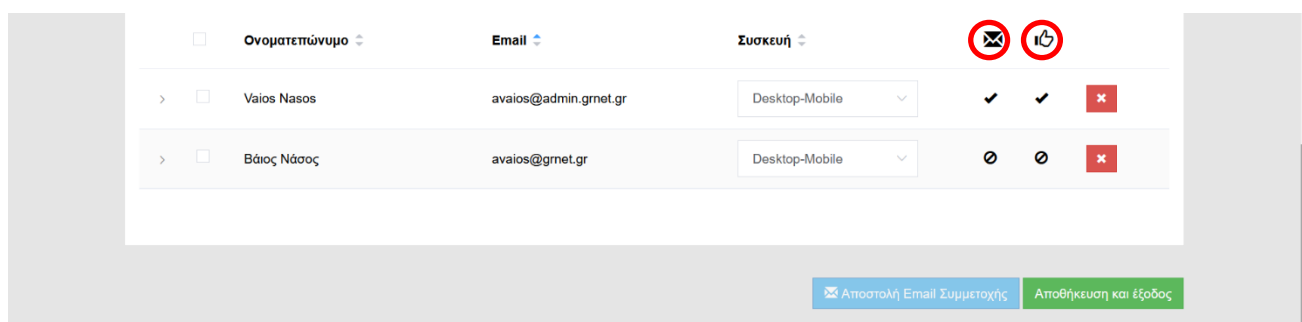 Ονοματεπώνυμο Email Συσκευή
Vaios Nasos avaios@admin.grnet.gr Desktop-Mobile
Βάιος Νάσος avaios@grnet.gr Desktop-Mobile
Αποστολή Email Συμμετοχής Αποθήκευση και έξοδος